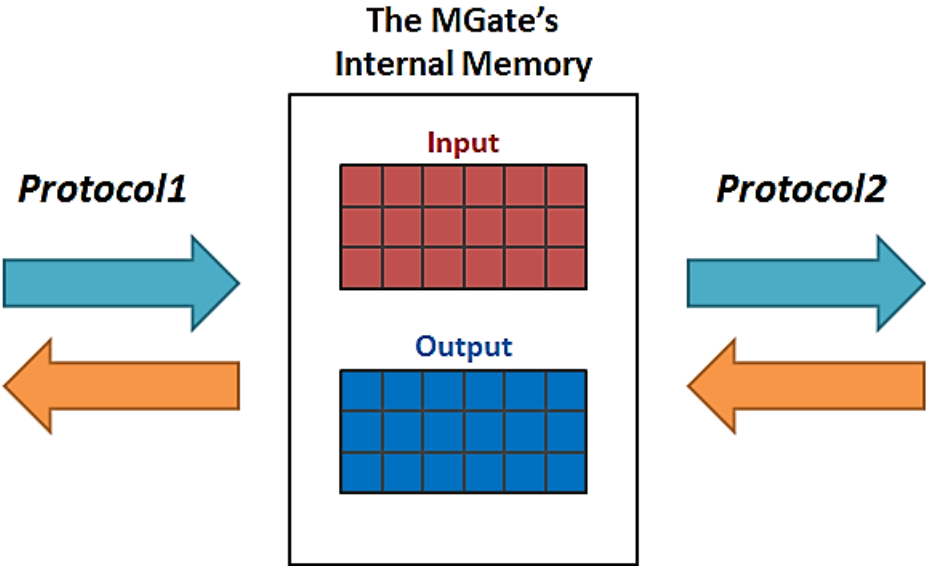 The MGate's
Internal Memory
Input
Protocol1
Protocol2
Output